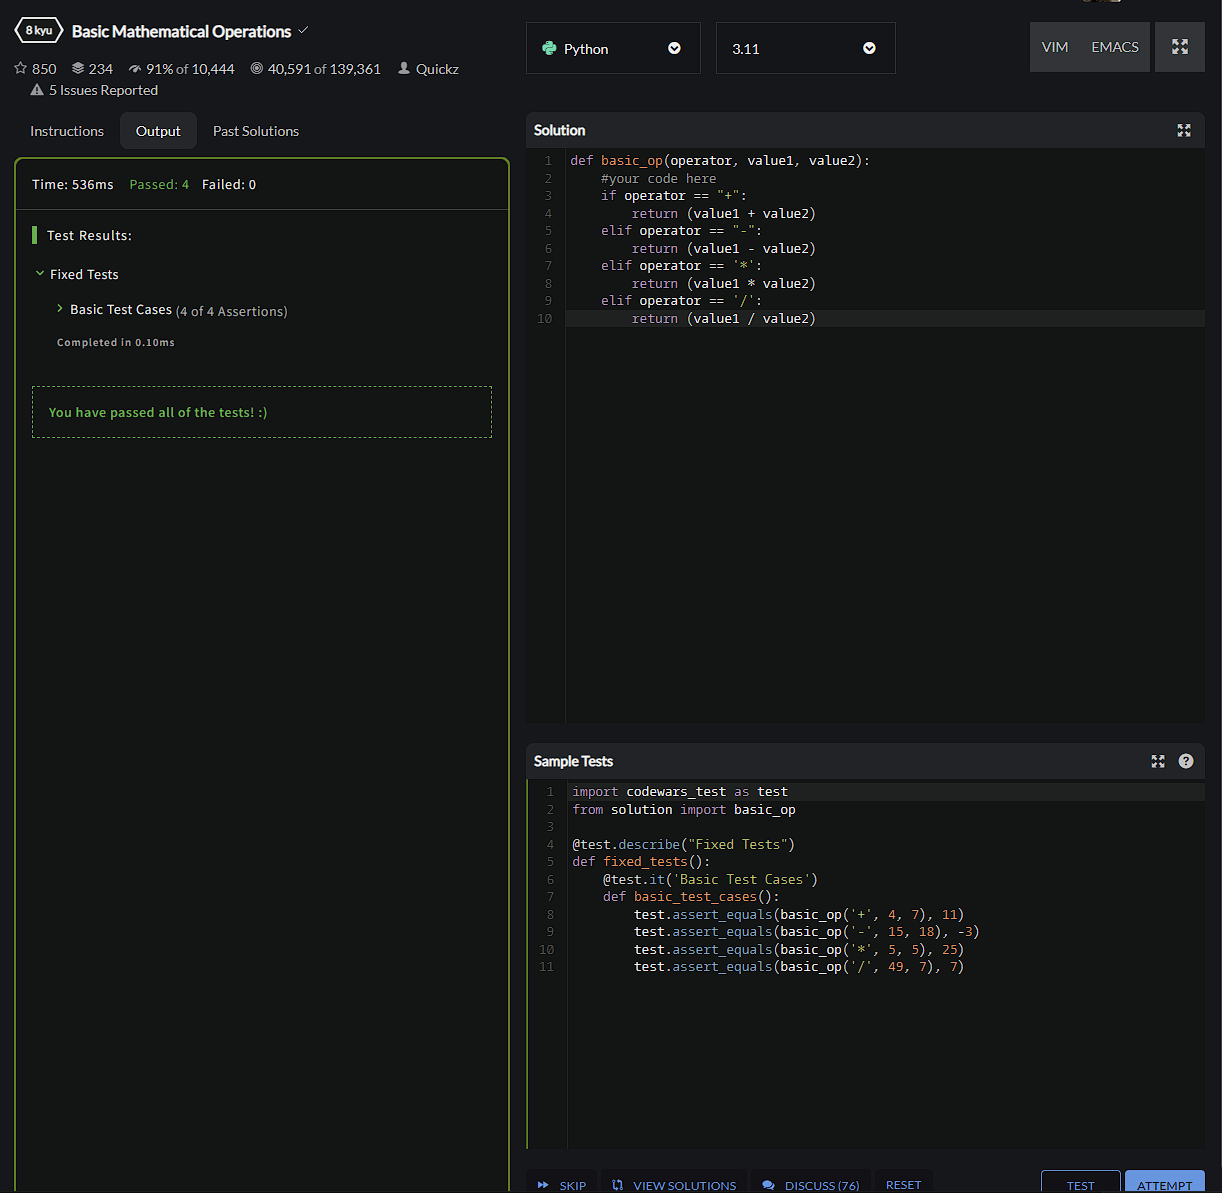 8 kyu Basic Mathematical Operations
850 234 91% of 10,444 40,591 of 139,361 Quickz
5 Issues Reported
Instructions Output Past Solutions
Time: 536ms Passed: 4 Failed: 0
Test Results:
Fixed Tests
Basic Test Cases (4 of 4 Assertions)
Completed in 0.10ms
You have passed all of the tests! :)
Python 3.11 VIM EMACS
Solution
1 def basic_op(operator, value1, value2):
2     #your code here
3     if operator == "+":
4         return (value1 + value2)
5     elif operator == "-":
6         return (value1 - value2)
7     elif operator == '*':
8         return (value1 * value2)
9     elif operator == '/':
10         return (value1 / value2)
Sample Tests
1 import codewars_test as test
2 from solution import basic_op
3
4 @test.describe("Fixed Tests")
5 def fixed_tests():
6     @test.it('Basic Test Cases')
7     def basic_test_cases():
8         test.assert_equals(basic_op('+', 4, 7), 11)
9         test.assert_equals(basic_op('-', 15, 18), -3)
10         test.assert_equals(basic_op('*', 5, 5), 25)
11         test.assert_equals(basic_op('/', 49, 7), 7)
SKIP VIEW SOLUTIONS DISCUSS (76) RESET TEST ATTEMPT